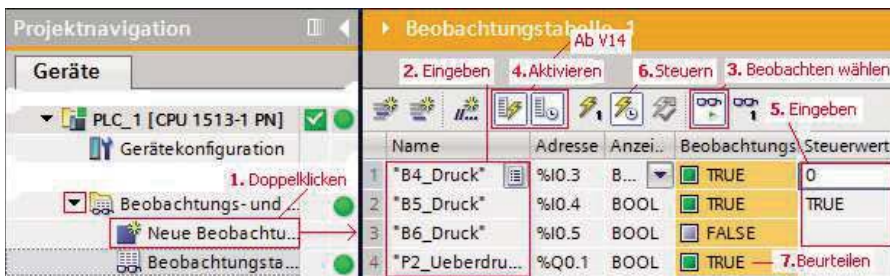 Projektnavigation
Geräte
PLC_1 [CPU 1513-1 PN]
Gerätekonfiguration
1. Doppelklicken
Beobachtungs- und ...
Neue Beobachtu...
Beobachtungsta...
Beobachtungstabelle_1
Ab V14
2. Eingeben 4.Aktivieren 6.Steuern 3. Beobachten wählen
5. Eingeben
Name Adresse Anzei.. Beobachtungs Steuerwert
1 "B4_Druck" %I0.3 B... TRUE 0
2 "B5_Druck" %I0.4 BOOL TRUE TRUE
3 "B6_Druck" %I0.5 BOOL FALSE
4 "P2_Ueberdru... %Q0.1 BOOL TRUE 7.Beurteilen